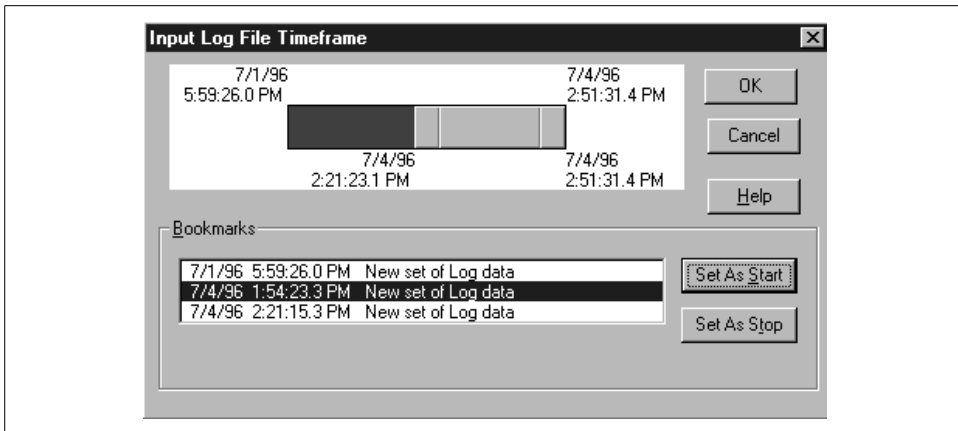 Input Log File Timeframe
7/1/96
5:59:26.0 PM
7/4/96
2:51:31.4 PM
OK
Cancel
7/4/96
2:21:23.1 PM
7/4/96
2:51:31.4 PM
Help
Bookmarks
7/1/96 5:59:26.0 PM New set of Log data
7/4/96 1:54:23.3 PM New set of Log data
7/4/96 2:21:15.3 PM New set of Log data
Set As Start
Set As Stop